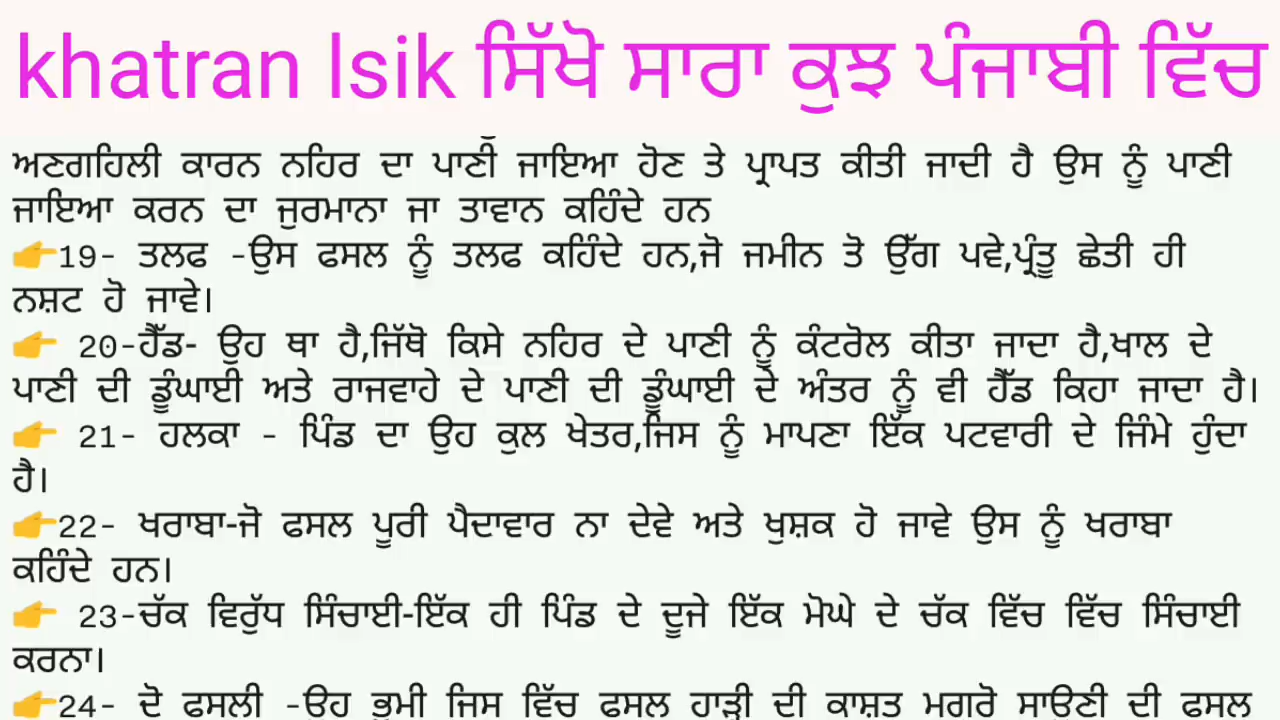 khatran lsik ਸਿੱਖੋ ਸਾਰਾ ਕੁਝ ਪੰਜਾਬੀ ਵਿੱਚ
ਅਣਗਹਿਲੀ ਕਾਰਨ ਨਹਿਰ ਦਾ ਪਾਣੀ ਜਾਇਆ ਹੋਣ ਤੇ ਪ੍ਰਾਪਤ ਕੀਤੀ ਜਾਦੀ ਹੈ ਉਸ ਨੂੰ ਪਾਣੀ
ਜਾਇਆ ਕਰਨ ਦਾ ਜੁਰਮਾਨਾ ਜਾ ਤਾਵਾਨ ਕਹਿੰਦੇ ਹਨ
👉19- ਤਲਫ -ਉਸ ਫਸਲ ਨੂੰ ਤਲਫ ਕਹਿੰਦੇ ਹਨ,ਜੋ ਜਮੀਨ ਤੋ ਉੱਗ ਪਵੇ,ਪ੍ਰੰਤੂ ਛੇਤੀ ਹੀ
ਨਸ਼ਟ ਹੋ ਜਾਵੇ।
👉 20-ਹੈੱਡ- ਉਹ ਥਾ ਹੈ,ਜਿੱਥੋ ਕਿਸੇ ਨਹਿਰ ਦੇ ਪਾਣੀ ਨੂੰ ਕੰਟਰੋਲ ਕੀਤਾ ਜਾਦਾ ਹੈ,ਖਾਲ ਦੇ
ਪਾਣੀ ਦੀ ਡੂੰਘਾਈ ਅਤੇ ਰਾਜਵਾਹੇ ਦੇ ਪਾਣੀ ਦੀ ਡੂੰਘਾਈ ਦੇ ਅੰਤਰ ਨੂੰ ਵੀ ਹੈੱਡ ਕਿਹਾ ਜਾਦਾ ਹੈ।
👉 21- ਹਲਕਾ - ਪਿੰਡ ਦਾ ਉਹ ਕੁਲ ਖੇਤਰ,ਜਿਸ ਨੂੰ ਮਾਪਣਾ ਇੱਕ ਪਟਵਾਰੀ ਦੇ ਜਿੰਮੇ ਹੁੰਦਾ
ਹੈ।
👉22- ਖਰਾਬਾ-ਜੋ ਫਸਲ ਪੂਰੀ ਪੈਦਾਵਾਰ ਨਾ ਦੇਵੇ ਅਤੇ ਖੁਸ਼ਕ ਹੋ ਜਾਵੇ ਉਸ ਨੂੰ ਖਰਾਬਾ
ਕਹਿੰਦੇ ਹਨ।
👉 23-ਚੱਕ ਵਿਰੁੱਧ ਸਿੰਚਾਈ-ਇੱਕ ਹੀ ਪਿੰਡ ਦੇ ਦੂਜੇ ਇੱਕ ਮੋਘੇ ਦੇ ਚੱਕ ਵਿੱਚ ਵਿੱਚ ਸਿੰਚਾਈ
ਕਰਨਾ।
👉24- ਦੋ ਫਸਲੀ -ਉਹ ਭੂਮੀ ਜਿਸ ਵਿੱਚ ਫਸਲ ਹਾੜੀ ਦੀ ਕਾਸ਼ਤ ਮਗਰੋ ਸਾਉਣੀ ਦੀ ਫਸਲ